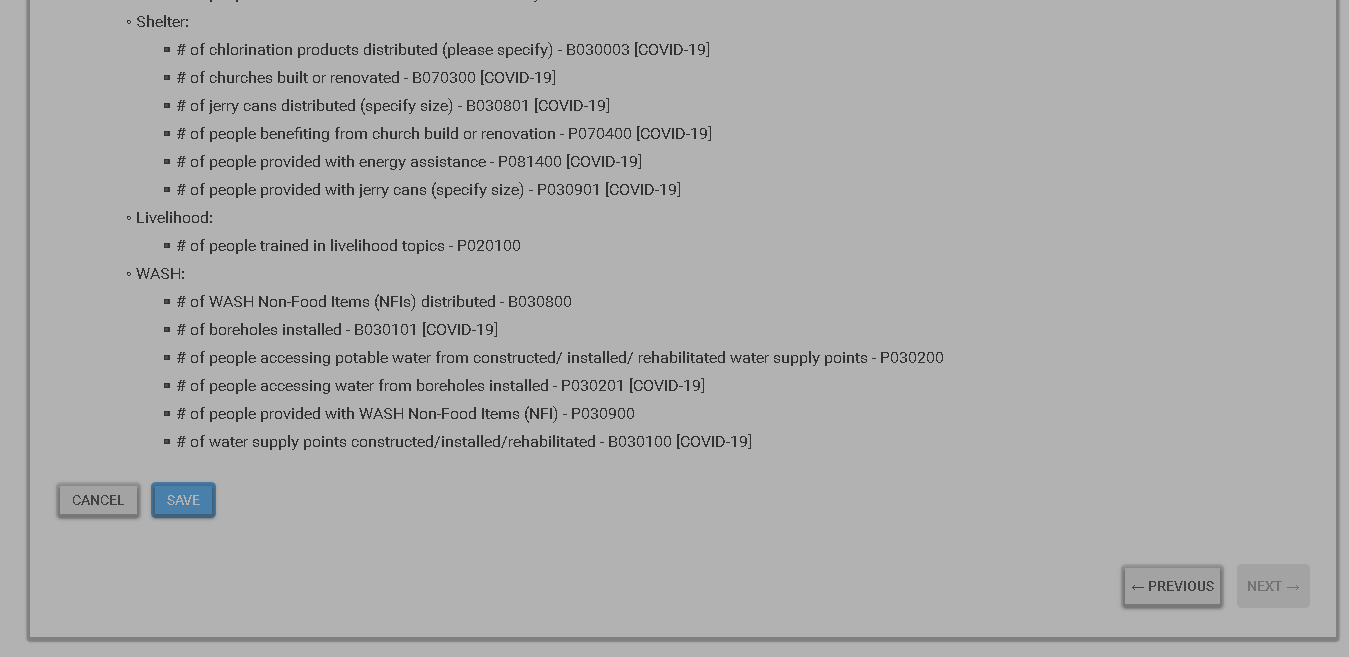 Shelter:
# of chlorination products distributed (please specify) - B030003 [COVID-19]
# of churches built or renovated - B070300 [COVID-19]
# of jerry cans distributed (specify size) - B030801 [COVID-19]
# of people benefiting from church build or renovation - P070400 [COVID-19]
# of people provided with energy assistance - P081400 [COVID-19]
# of people provided with jerry cans (specify size) - P030901 [COVID-19]
Livelihood:
# of people trained in livelihood topics - P020100
WASH:
# of WASH Non-Food Items (NFIs) distributed - B030800
# of boreholes installed - B030101 [COVID-19]
# of people accessing potable water from constructed/ installed/ rehabilitated water supply points - P030200
# of people accessing water from boreholes installed - P030201 [COVID-19]
# of people provided with WASH Non-Food Items (NFI) - P030900
# of water supply points constructed/installed/rehabilitated - B030100 [COVID-19]
CANCEL SAVE
← PREVIOUS NEXT →